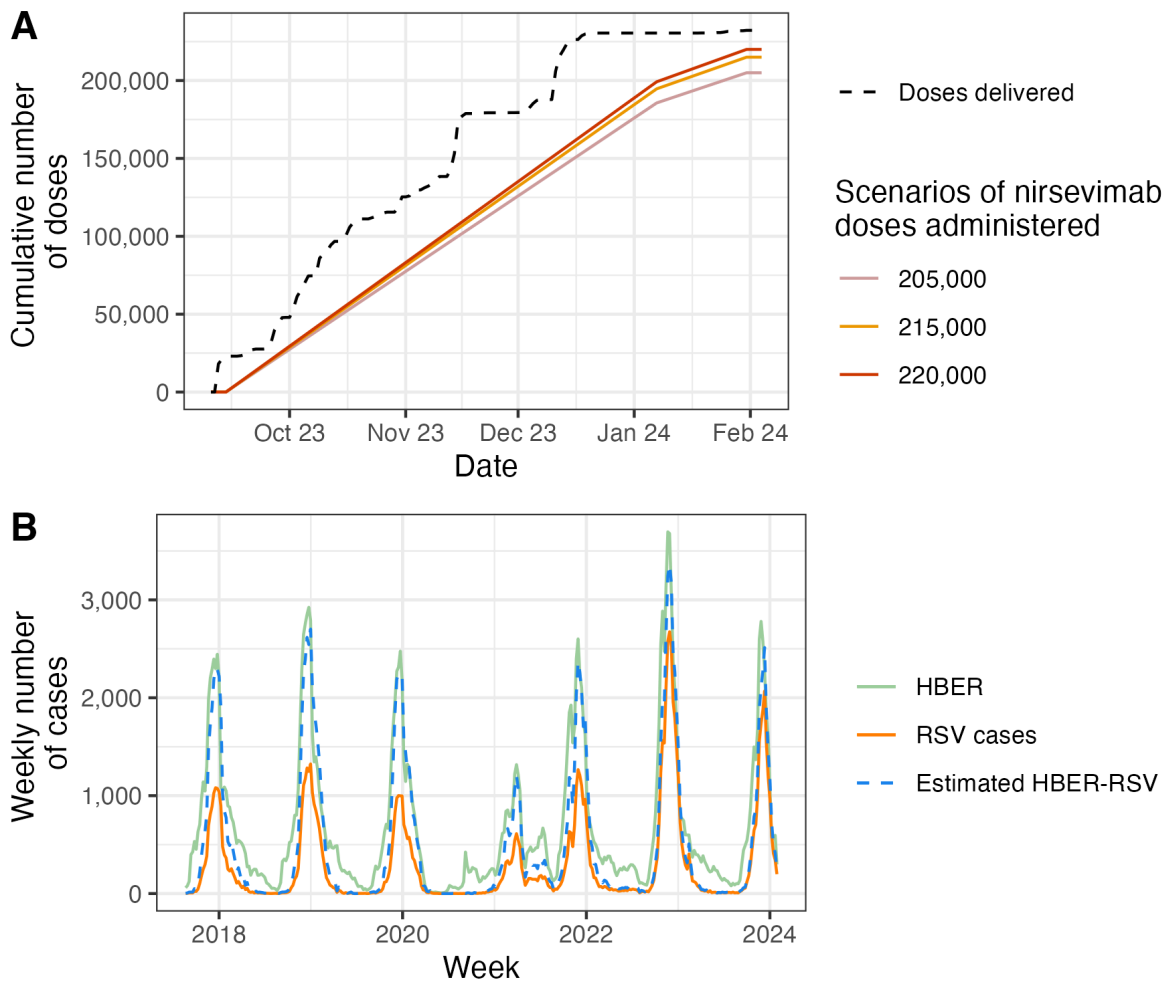 A
Cumulative number
of doses
200,000
150,000
100,000
50,000
0
Oct 23
Nov 23
Dec 23
Jan 24
Feb 24
Date
Doses delivered
Scenarios of nirsevimab
doses administered
205,000
215,000
220,000
B
Weekly number
of cases
3,000
2,000
1,000
0
2018
2020
2022
2024
Week
HBER
RSV cases
Estimated HBER-RSV